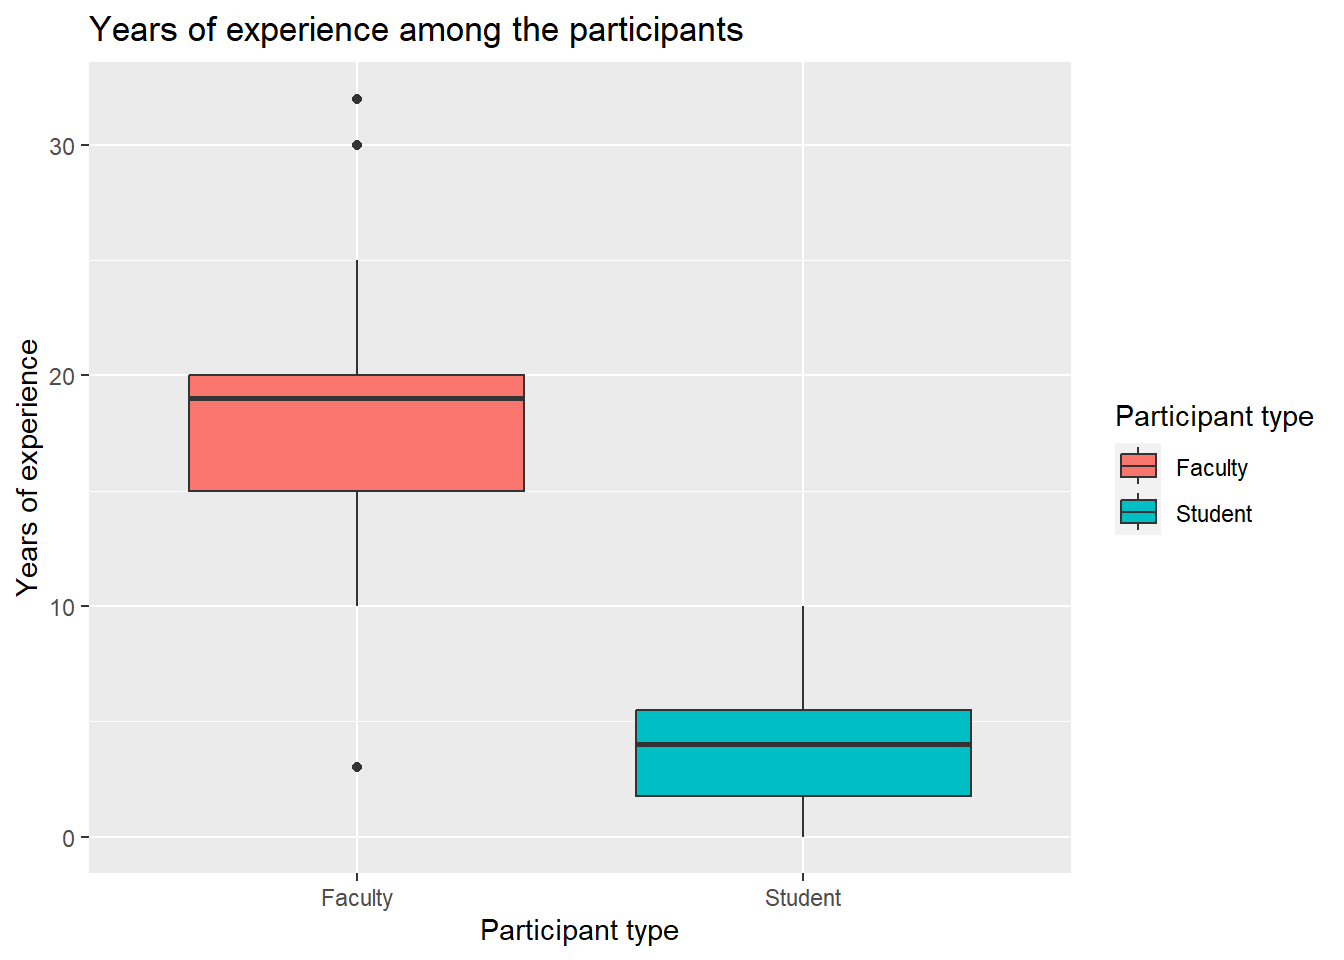 Years of experience among the participants
30
20
10
0
Years of experience
Faculty
Student
Participant type
Participant type
Faculty
Student